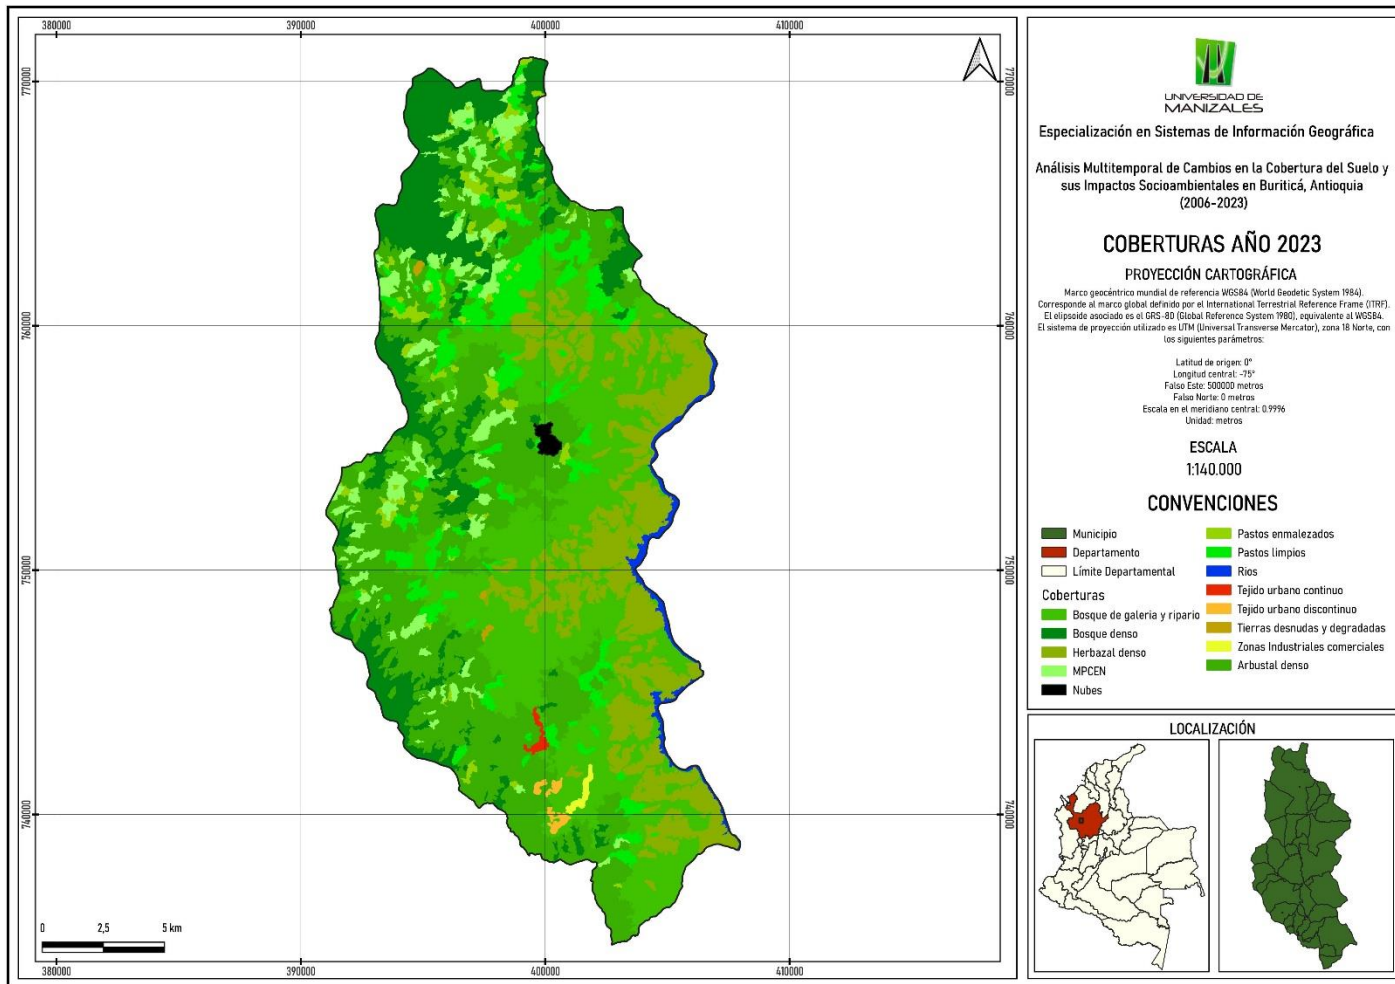 380000
390000
400000
410000
770000
770000
760000
760000
750000
750000
740000
740000
0 2,5 5 km
380000
390000
400000
410000
UNIVERSIDAD DE
MANIZALES
Especialización en Sistemas de Información Geográfica
Análisis Multitemporal de Cambios en la Cobertura del Suelo y
sus Impactos Socioambientales en Buriticá, Antioquia
(2006-2023)
COBERTURAS AÑO 2023
PROYECCIÓN CARTOGRÁFICA
Marco geocéntrico mundial de referencia WGS84 (World Geodetic System 1984).
Corresponde al marco global definido por el International Terrestrial Reference Frame (ITRF).
El elipsoide asociado es el GRS-80 (Global Reference System 1980), equivalente al WGS84.
El sistema de proyección utilizado es UTM (Universal Transverse Mercator), zona 18 Norte, con
los siguientes parámetros:
Latitud de origen: 0°
Longitud central: -75°
Falso Este: 500000 metros
Falso Norte: 0 metros
Escala en el meridiano central: 0.9996
Unidad: metros
ESCALA
1:140.000
CONVENCIONES
Municipio
Departamento
Límite Departamental
Coberturas
Bosque de galeria y ripario
Bosque denso
Herbazal denso
MPCEN
Nubes
Pastos enmalezados
Pastos limpios
Rios
Tejido urbano continuo
Tejido urbano discontinuo
Tierras desnudas y degradadas
Zonas Industriales comerciales
Arbustal denso
LOCALIZACIÓN